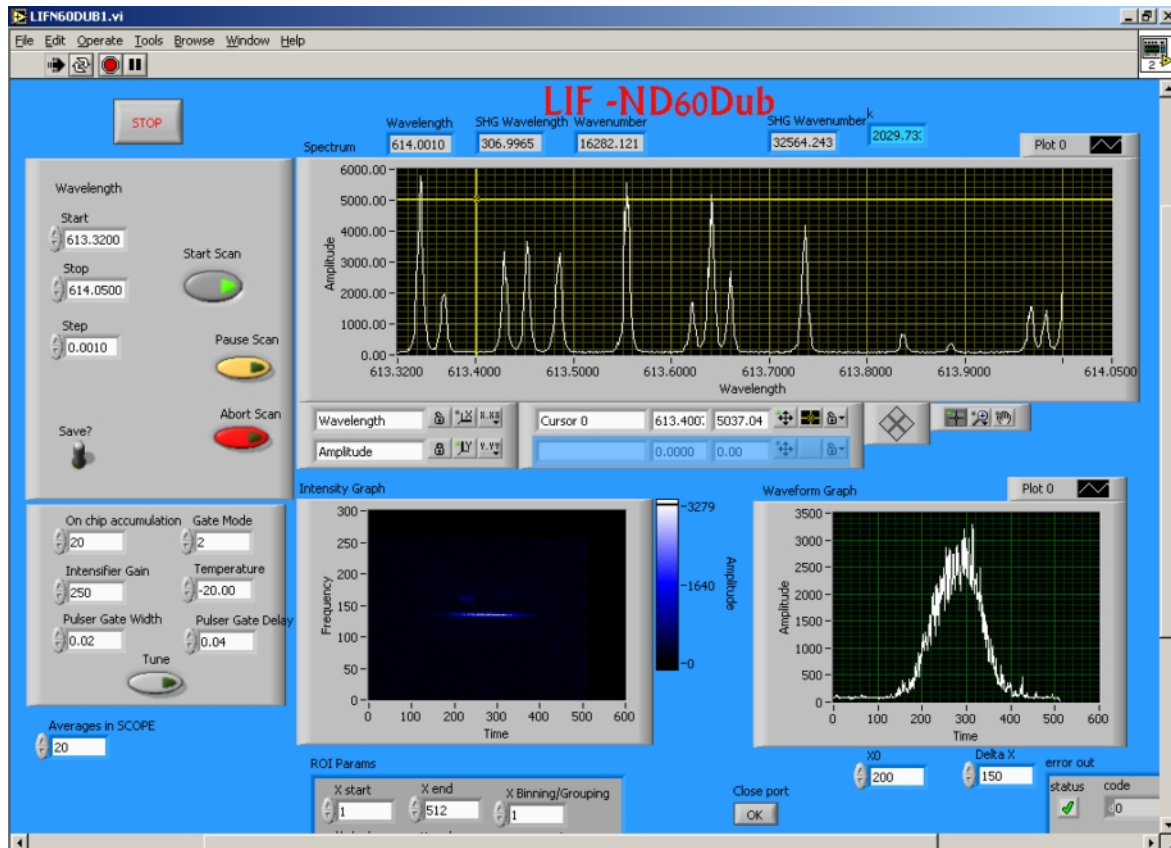 LIFN60DUB1.vi
File Edit Operate Tools Browse Window Help
2
LIF -ND60Dub
STOP
Wavelength SHG Wavelength Wavenumber SHG Wavenumber k
614.0010 306.9965 16282.121 32564.243 2029.73
Spectrum
Plot 0
Wavelength
Start
613.3200
Stop
614.0500
Step
0.0010
Start Scan
Pause Scan
Abort Scan
Save?
6000.00
5000.00
4000.00
3000.00
2000.00
1000.00
0.00
Amplitude
613.3200 613.4000 613.5000 613.6000 613.7000 613.8000 613.9000 614.0500
Wavelength
Wavelength X.XX
Amplitude Y.YY
Cursor 0 613.400 5037.04
0.0000 0.00
On chip accumulation Gate Mode
20 2
Intensifier Gain Temperature
250 -20.00
Pulser Gate Width Pulser Gate Delay
0.02 0.04
Tune
Averages in SCOPE
20
Intensity Graph
300
250
200
150
100
50
0
Frequency
0 100 200 300 400 500 600
Time
3279
1640
0
Amplitude
Waveform Graph
Plot 0
3500
3000
2500
2000
1500
1000
500
0
Amplitude
0 100 200 300 400 500 600
Time
X0 Delta X
200 150
error out
status code
0
Close port
OK
ROI Params
X start X end X Binning/Grouping
1 512 1